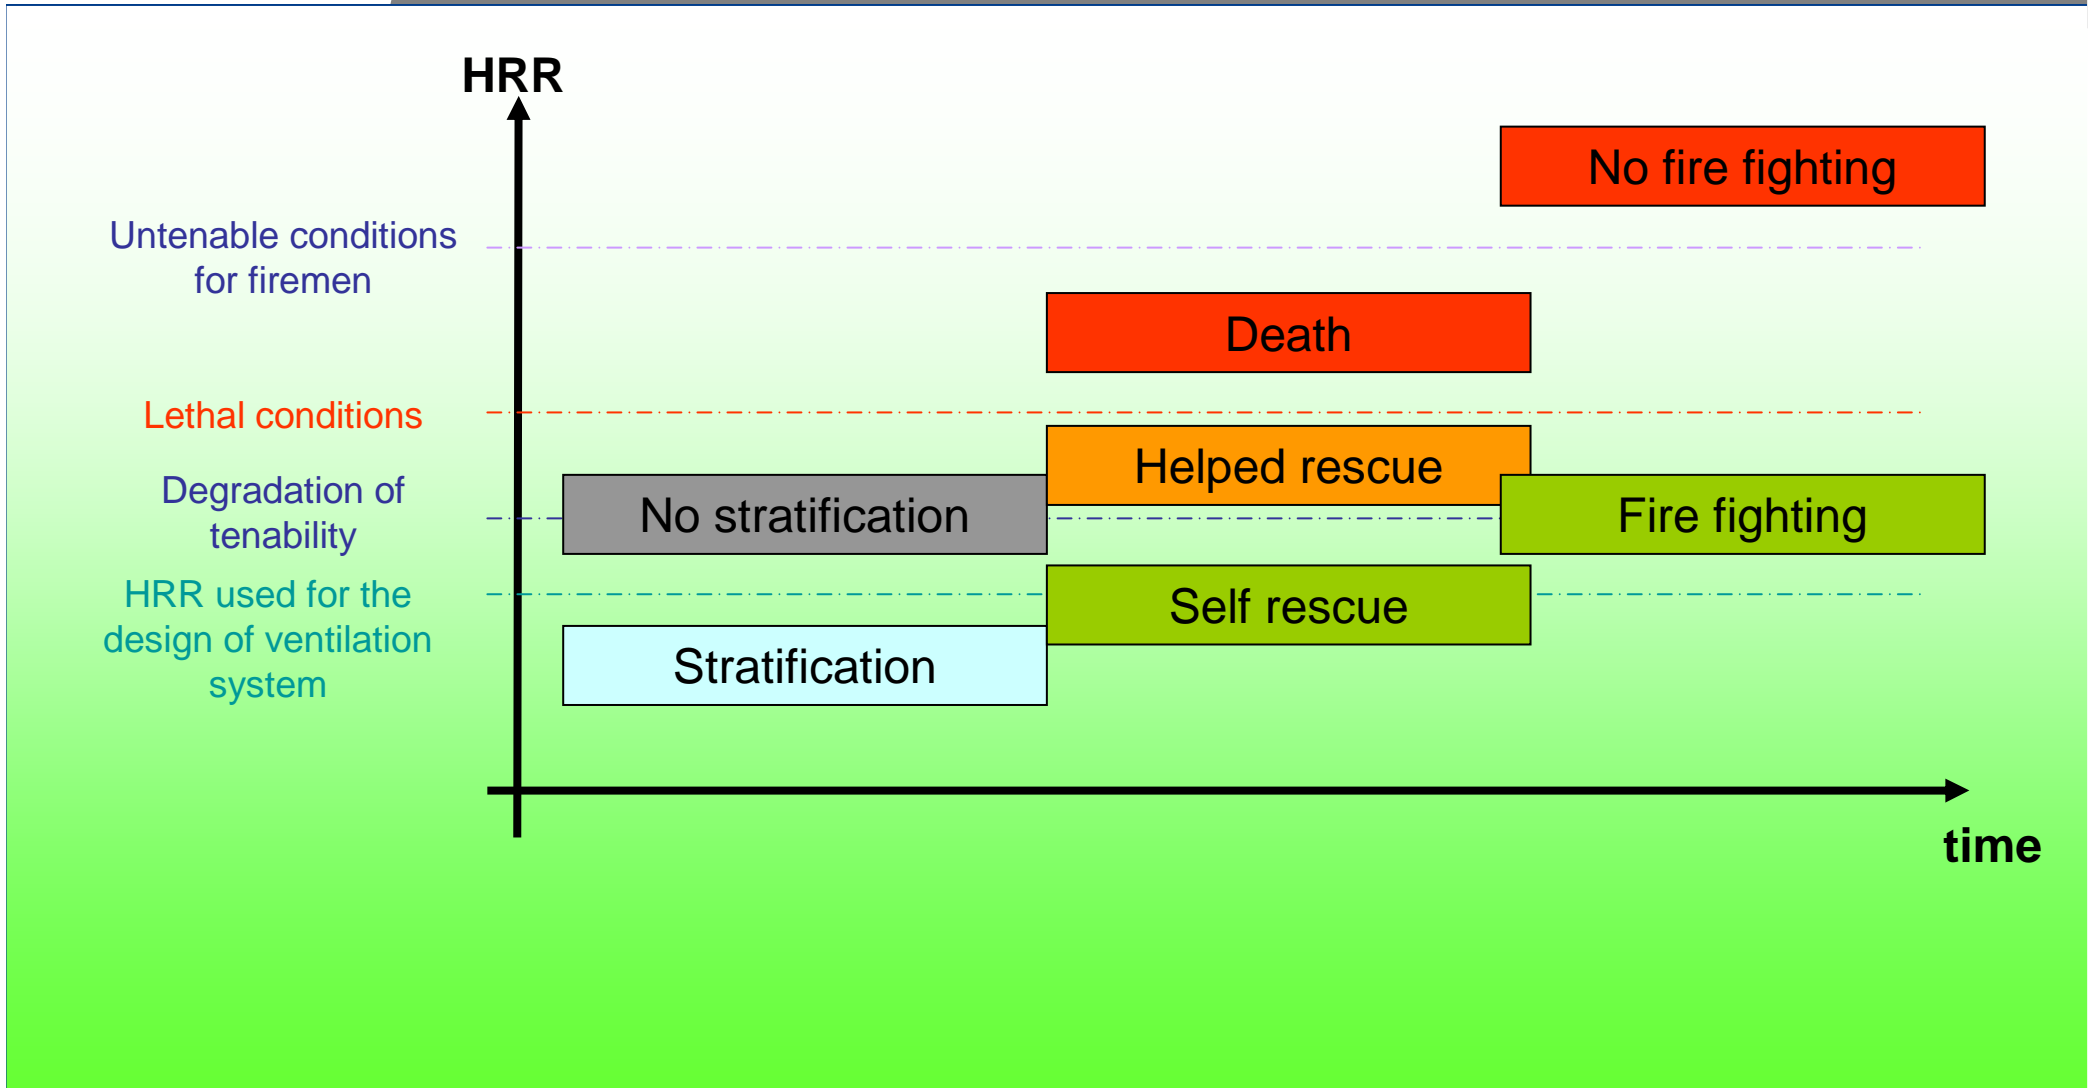 HRR
No fire fighting
Untenable conditions
for firemen
Death
Lethal conditions
Helped rescue
Degradation of
tenability
No stratification
Fire fighting
HRR used for the
design of ventilation
system
Self rescue
Stratification
time